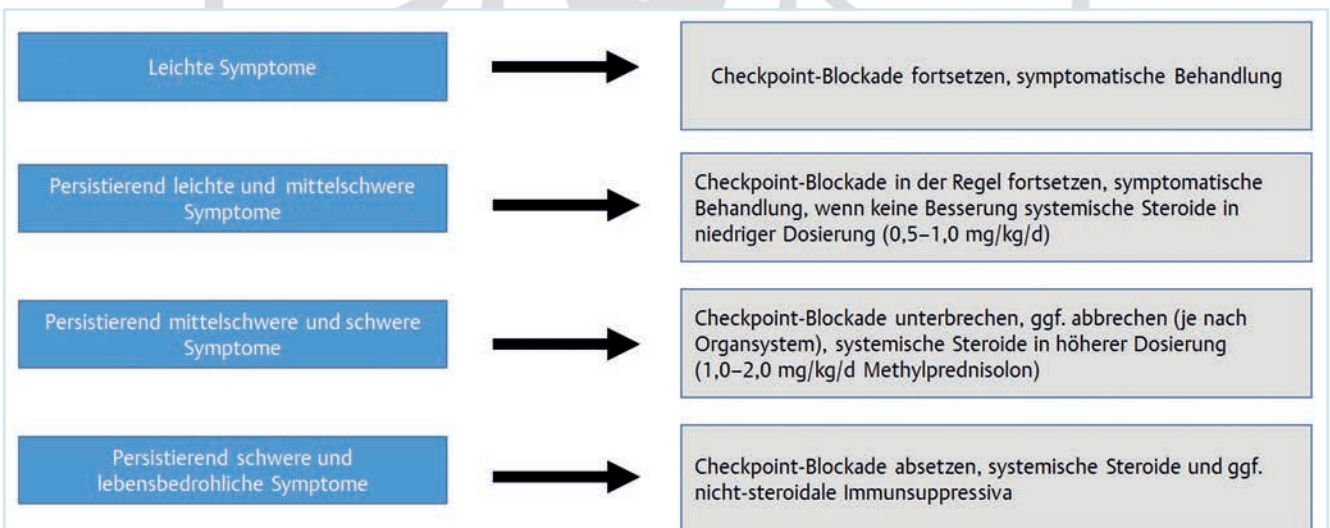 Leichte Symptome
Checkpoint-Blockade fortsetzen, symptomatische Behandlung
Persistierend leichte und mittelschwere
Symptome
Checkpoint-Blockade in der Regel fortsetzen, symptomatische
Behandlung, wenn keine Besserung systemische Steroide in
niedriger Dosierung (0,5–1,0 mg/kg/d)
Persistierend mittelschwere und schwere
Symptome
Checkpoint-Blockade unterbrechen, ggf. abbrechen (je nach
Organsystem), systemische Steroide in höherer Dosierung
(1,0–2,0 mg/kg/d Methylprednisolon)
Persistierend schwere und
lebensbedrohliche Symptome
Checkpoint-Blockade absetzen, systemische Steroide und ggf.
nicht-steroidale Immunsuppressiva